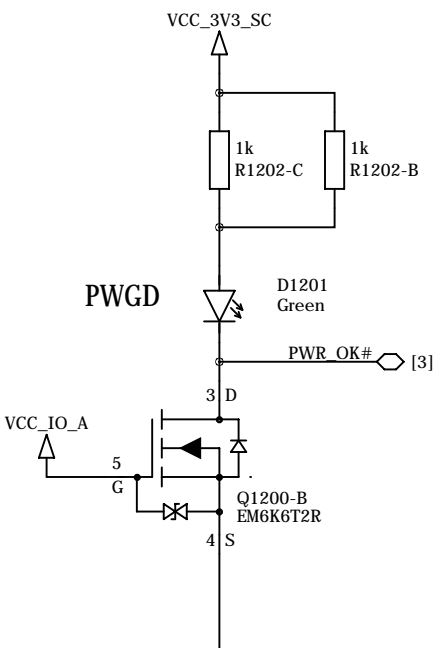 VCC_3V3_SC
1k
R1202-C
1k
R1202-B
PWGD
D1201
Green
PWR_OK#
[3]
3 D
VCC_IO_A
5
G
Q1200-B
EM6K6T2R
4 S